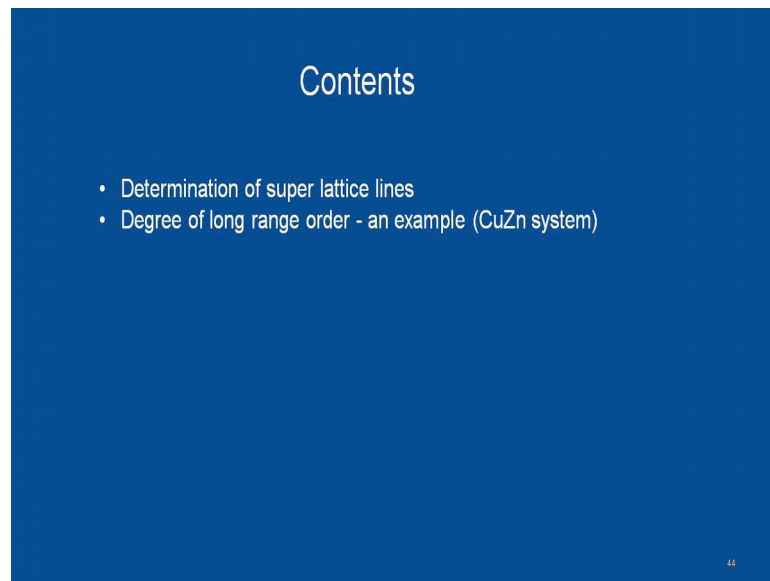 Contents
• Determination of super lattice lines
• Degree of long range order - an example (CuZn system)
44